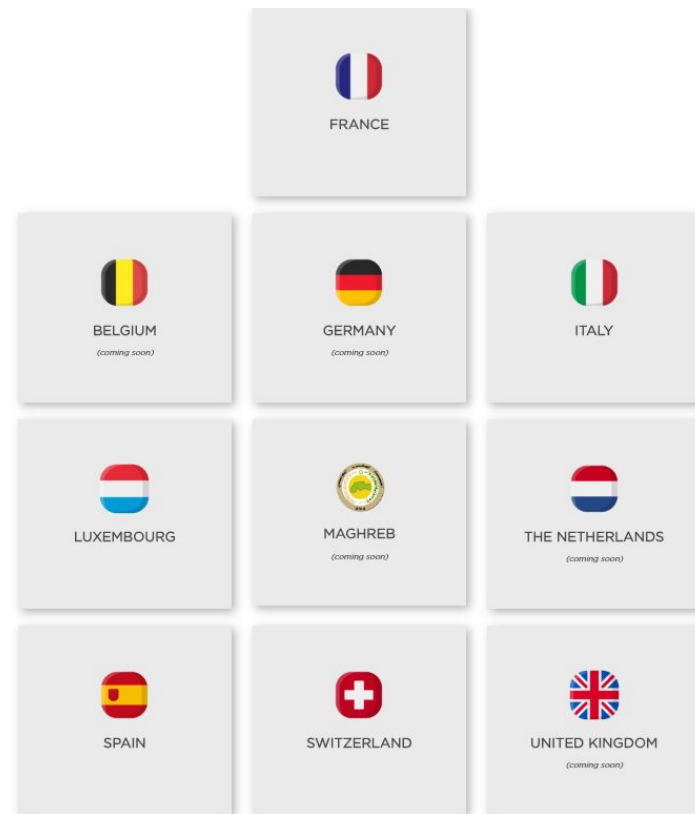 FRANCE
BELGIUM
(coming soon)
GERMANY
(coming soon)
ITALY
LUXEMBOURG
MAGHREB
(coming soon)
THE NETHERLANDS
(coming soon)
SPAIN
SWITZERLAND
UNITED KINGDOM
(coming soon)